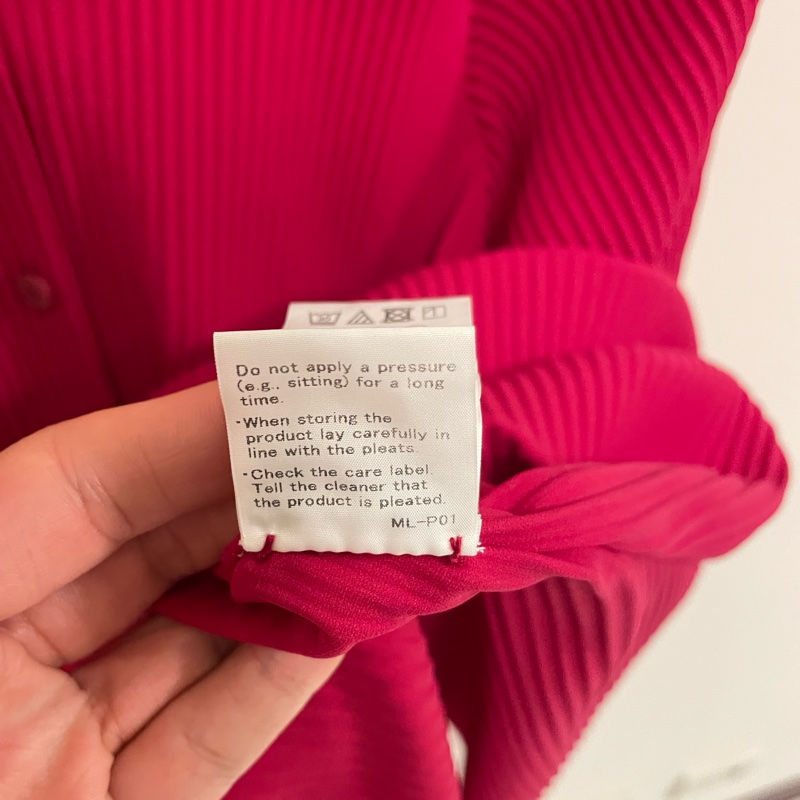 Do not apply a pressure
(e.g., sitting) for a long
time.
·When storing the
product lay carefully in
line with the pleats.
·Check the care label.
Tell the cleaner that
the product is pleated.
ML-P01